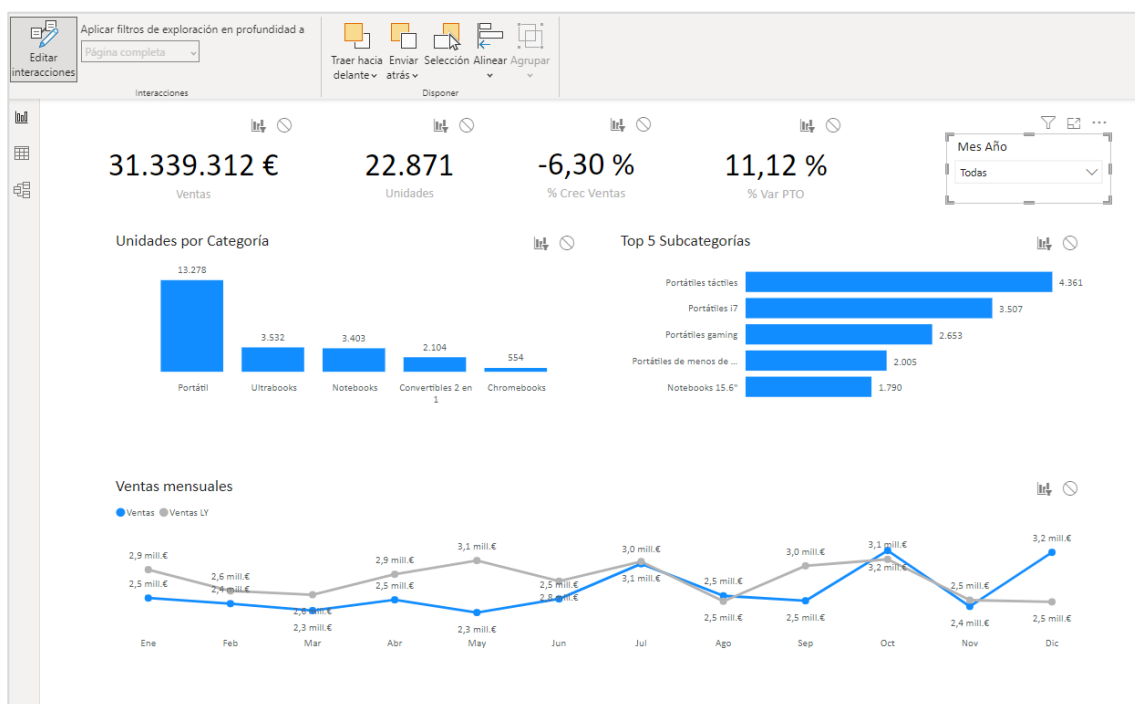 Editar
interacciones
Aplicar filtros de exploración en profundidad a
Página completa
Interacciones
Traer hacia
delante
Enviar
atrás
Selección
Alinear
Agrupar
Disponer
31.339.312 €
Ventas
22.871
Unidades
-6,30 %
% Crec Ventas
11,12 %
% Var PTO
Mes Año
Todas
Unidades por Categoría
13.278
3.532
3.403
2.104
554
Portátil
Ultrabooks
Notebooks
Convertibles 2 en
1
Chromebooks
Top 5 Subcategorías
Portátiles táctiles
4.361
Portátiles i7
3.507
Portátiles gaming
2.653
Portátiles de menos de ...
2.005
Notebooks 15.6"
1.790
Ventas mensuales
Ventas
Ventas LY
2,9 mill.€
2,5 mill.€
2,6 mill.€
2,4 mill.€
2,6 mill.€
2,3 mill.€
2,9 mill.€
2,5 mill.€
3,1 mill.€
2,3 mill.€
2,5 mill.€
2,8 mill.€
3,0 mill.€
3,1 mill.€
2,5 mill.€
2,5 mill.€
3,0 mill.€
2,5 mill.€
3,1 mill.€
3,2 mill.€
2,5 mill.€
2,4 mill.€
3,2 mill.€
2,5 mill.€
Ene
Feb
Mar
Abr
May
Jun
Jul
Ago
Sep
Oct
Nov
Dic